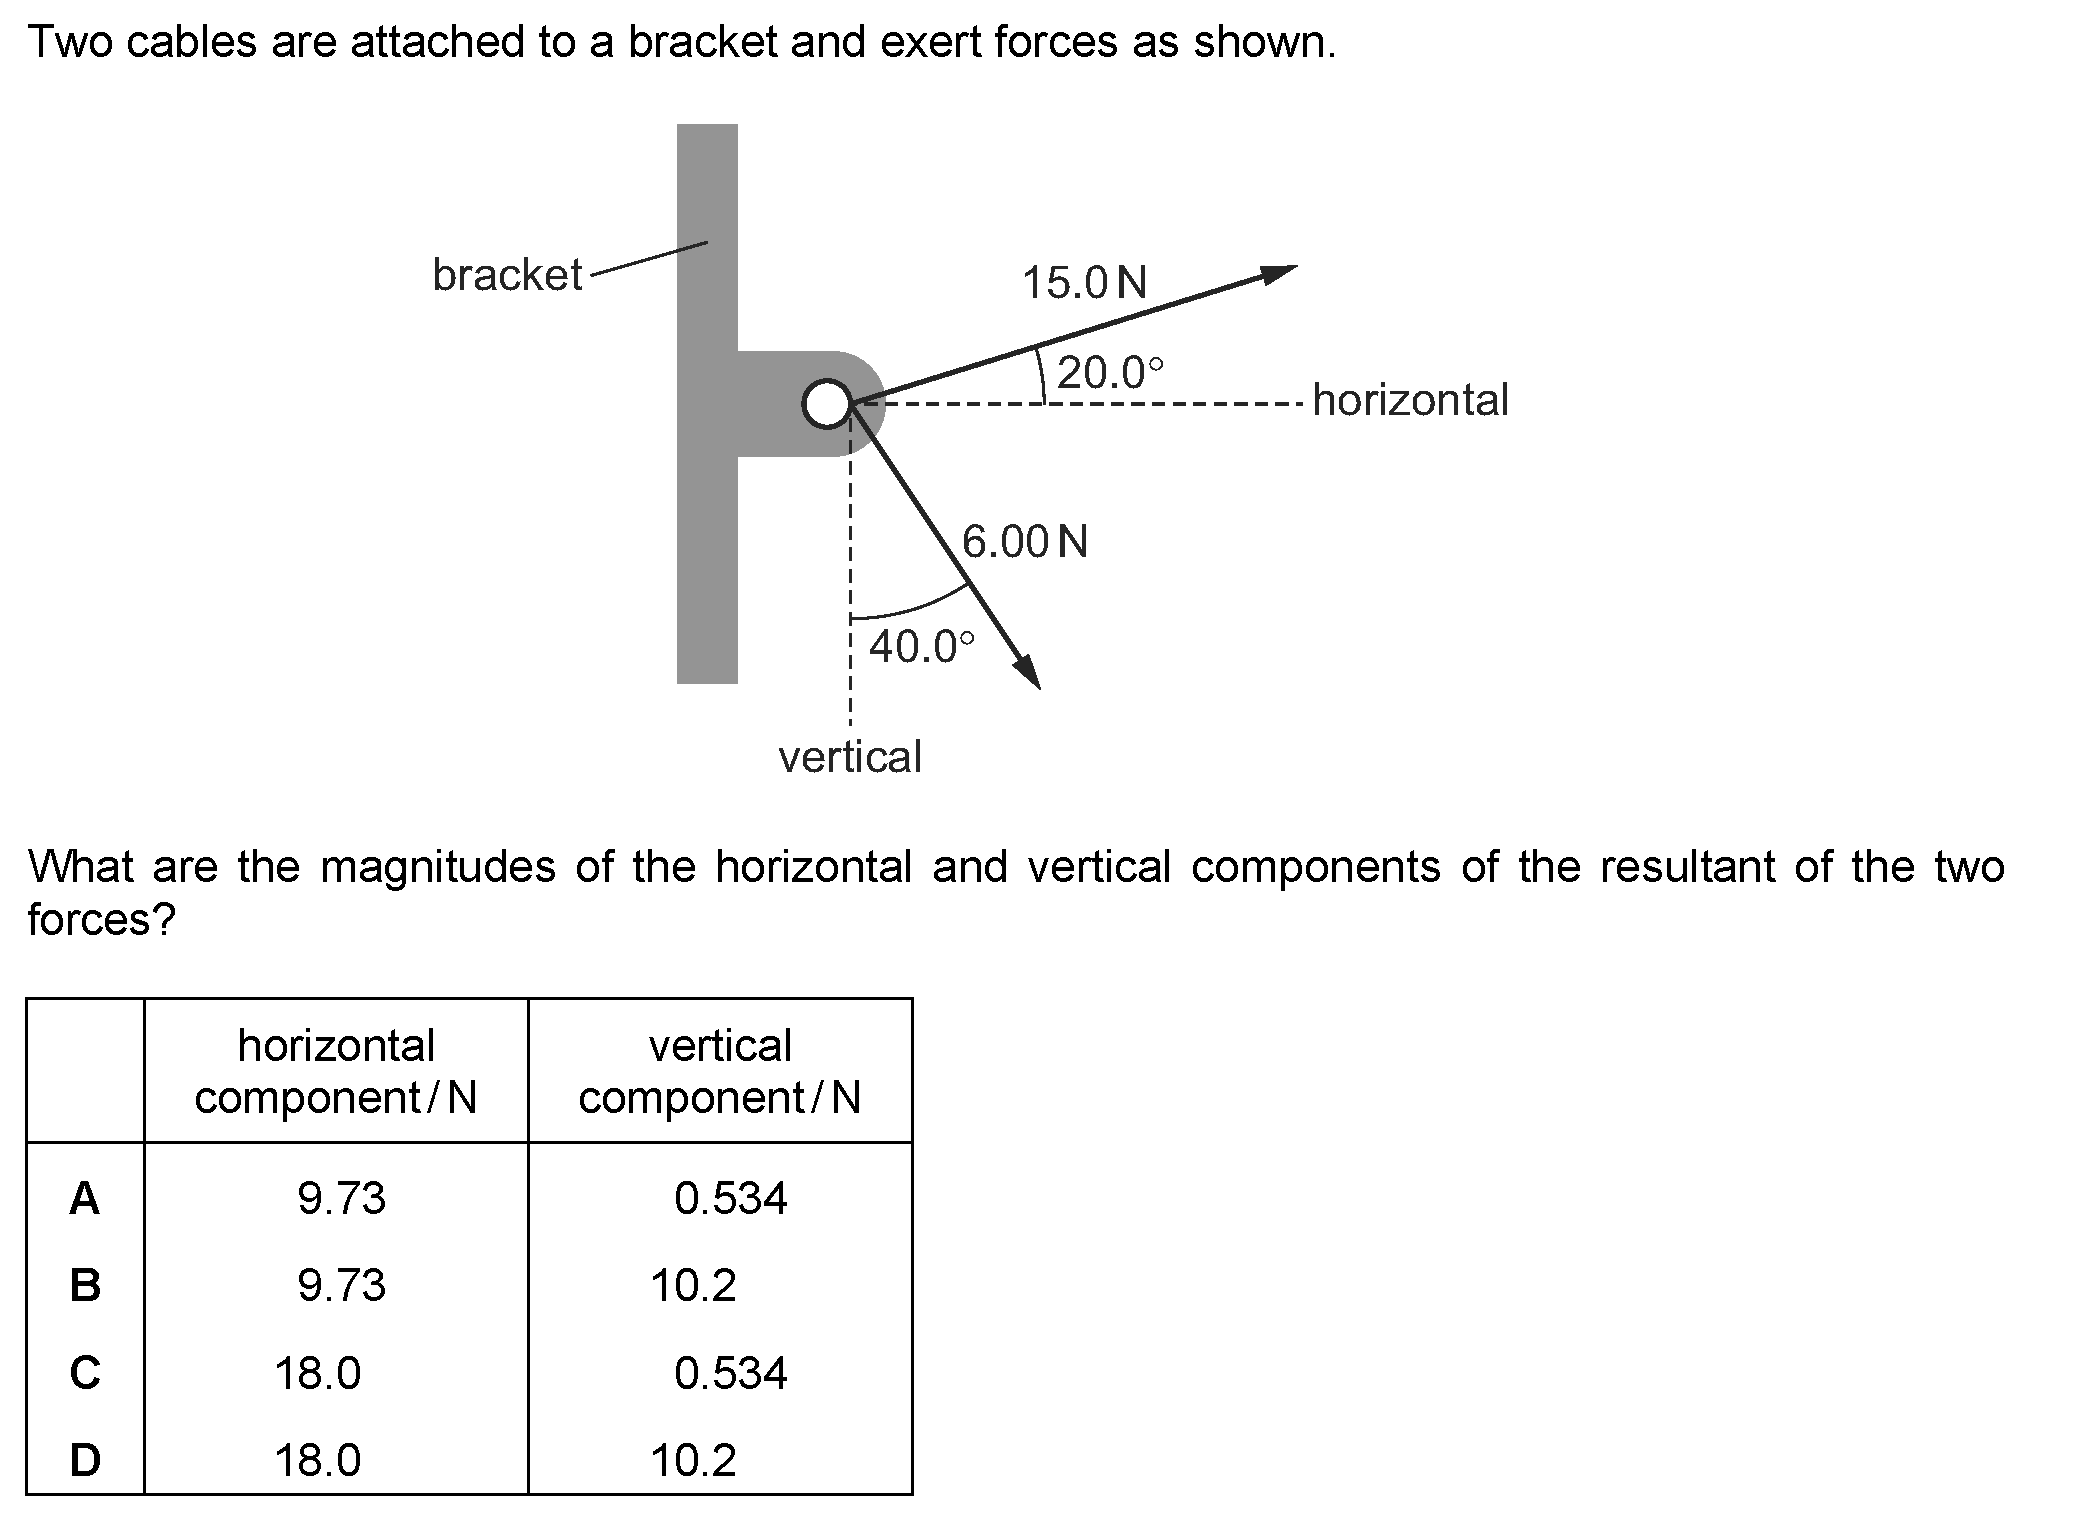 Two cables are attached to a bracket and exert forces as shown.
bracket
15.0 N
20.0°
horizontal
6.00 N
40.0°
vertical
What are the magnitudes of the horizontal and vertical components of the resultant of the two
forces?
horizontal component / N vertical component / N
A 9.73 0.534
B 9.73 10.2
C 18.0 0.534
D 18.0 10.2